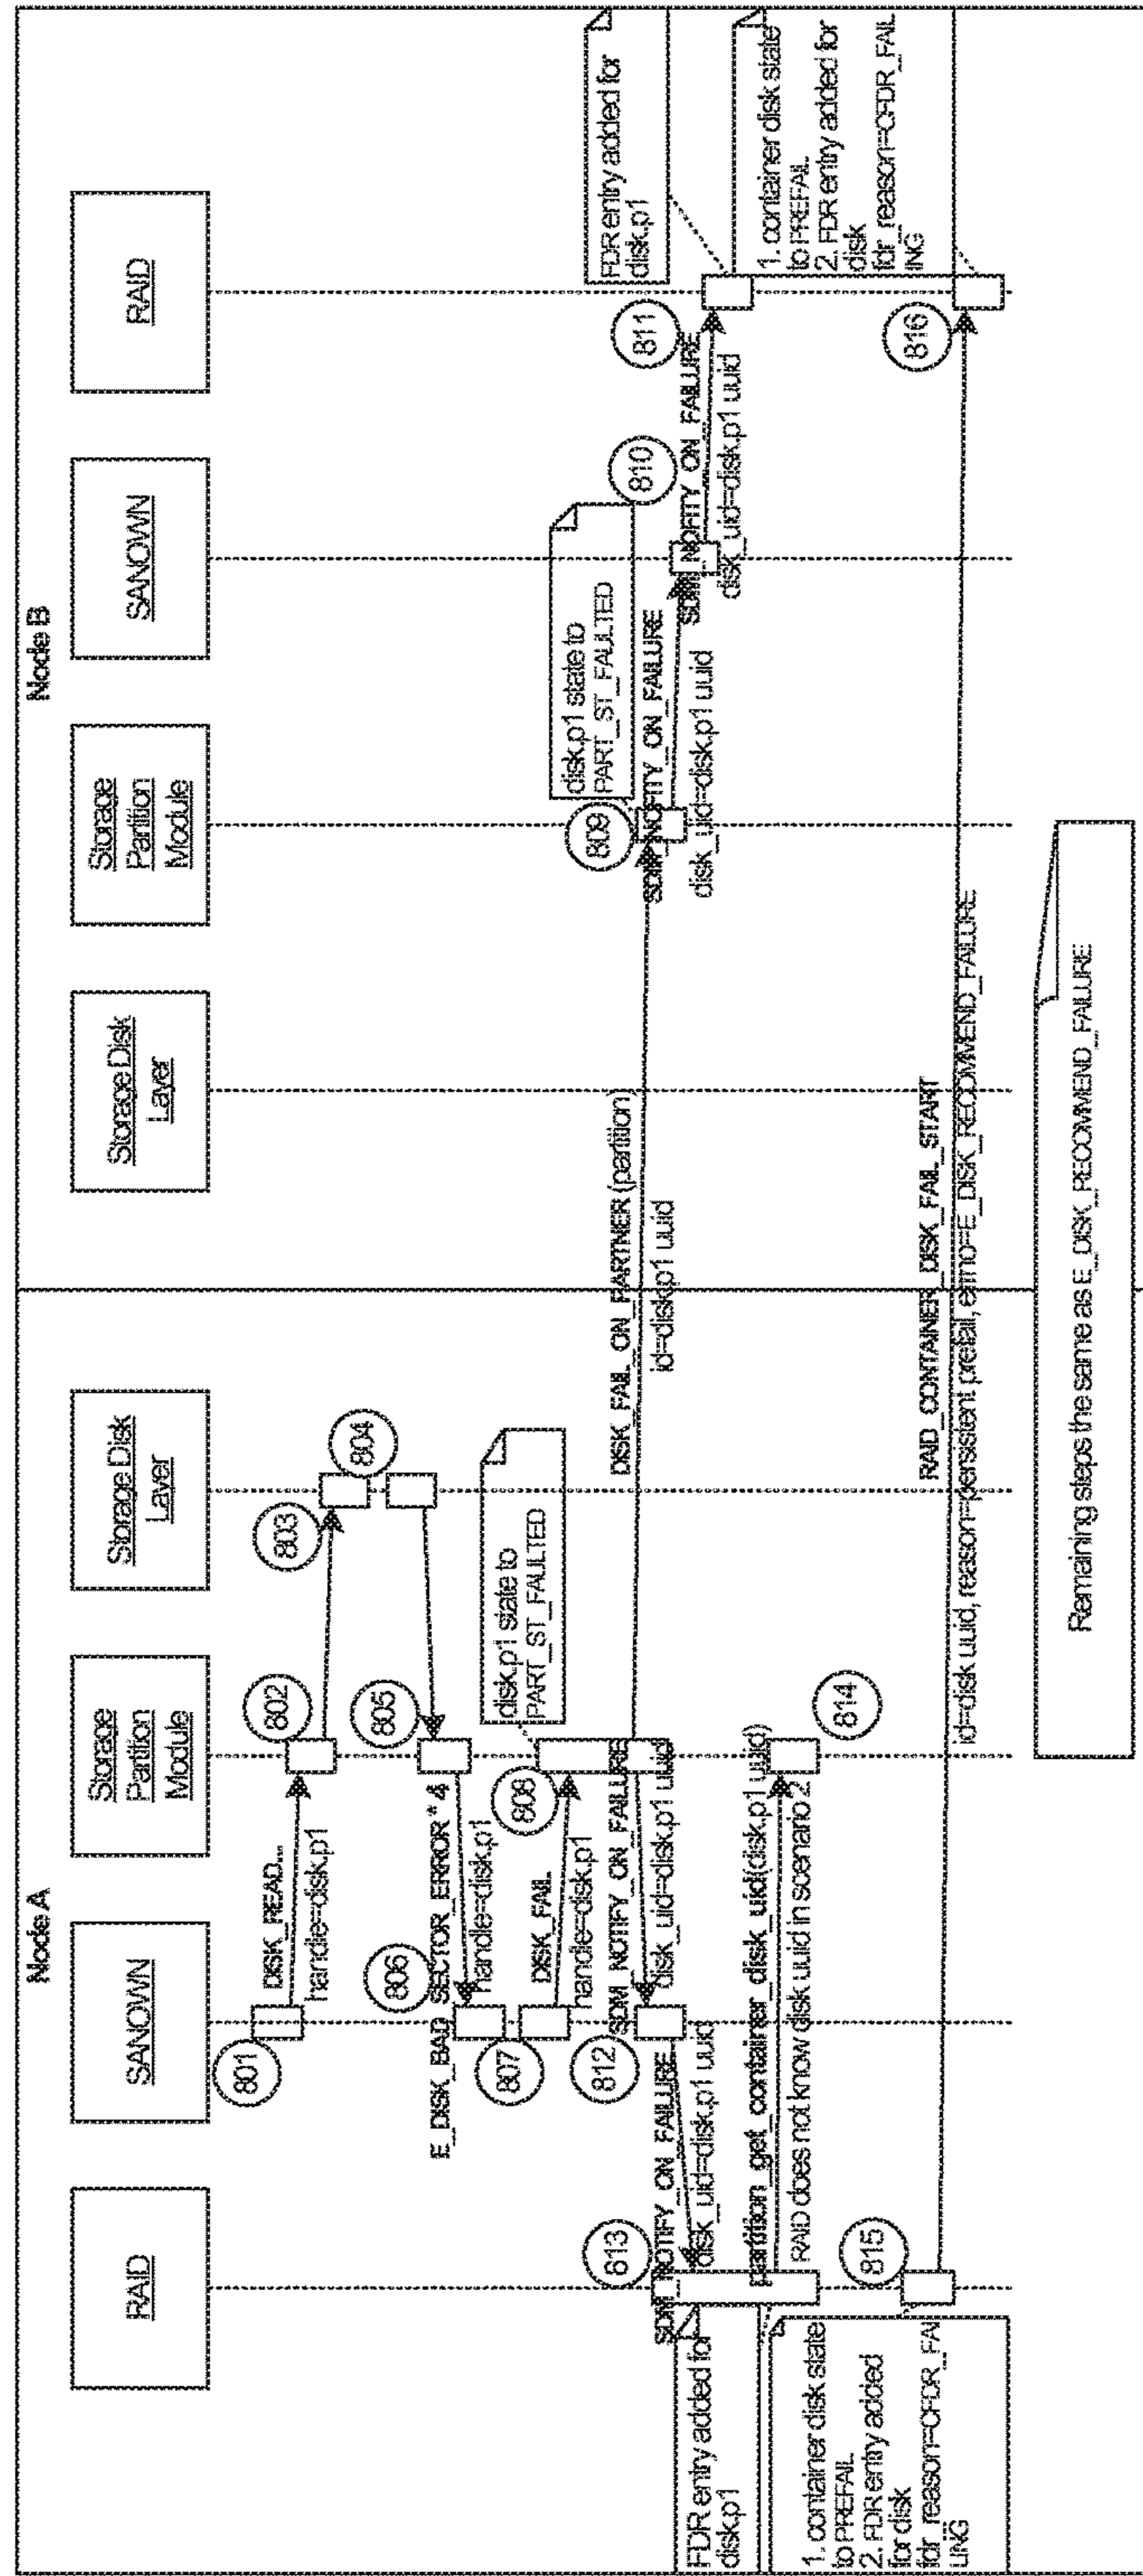 Node A
Node B
RAID
SANOWN
Storage
Partition
Module
Storage Disk
Layer
Storage Disk
Layer
Storage
Partition
Module
SANOWN
RAID
801
DISK_READ...
handle=disk.p1
802
803
804
805
E_DISK_BAD_SECTOR_ERROR * 4
handle=disk.p1
806
807
DISK_FAIL
handle=disk.p1
808
disk.p1 state to
PART_ST_FAULTED
DISK_FAIL_ON_PARTNER (partition)
id=disk.p1 uuid
809
disk.p1 state to
PART_ST_FAULTED
SDM_NOFITY_ON_FAILURE
disk_uid=disk.p1 uuid
810
SDM_NOFITY_ON_FAILURE
disk_uid=disk.p1 uuid
811
FDR entry added for
disk.p1
SDM_NOTIFY_ON_FAILURE
disk_uid=disk.p1 uuid
812
SDM_NOTIFY_ON_FAILURE
disk_uid=disk.p1 uuid
813
FDR entry added for
disk.p1
partition_get_container_disk_uid(disk.p1 uuid)
RAID does not know disk uuid in scenario 2
814
815
1. container disk state
to PREFAIL
2. FDR entry added
for disk
fdr_reason=CFDR_FAI
LING
RAID_CONTAINER_DISK_FAIL_START
id=disk uuid, reason=persistent prefail, errno=E_DISK_RECOMMEND_FAILURE
816
1. container disk state
to PREFAIL
2. FDR entry added for
disk
fdr_reason=CFDR_FAIL
ING
Remaining steps the same as E_DISK_RECOMMEND_FAILURE